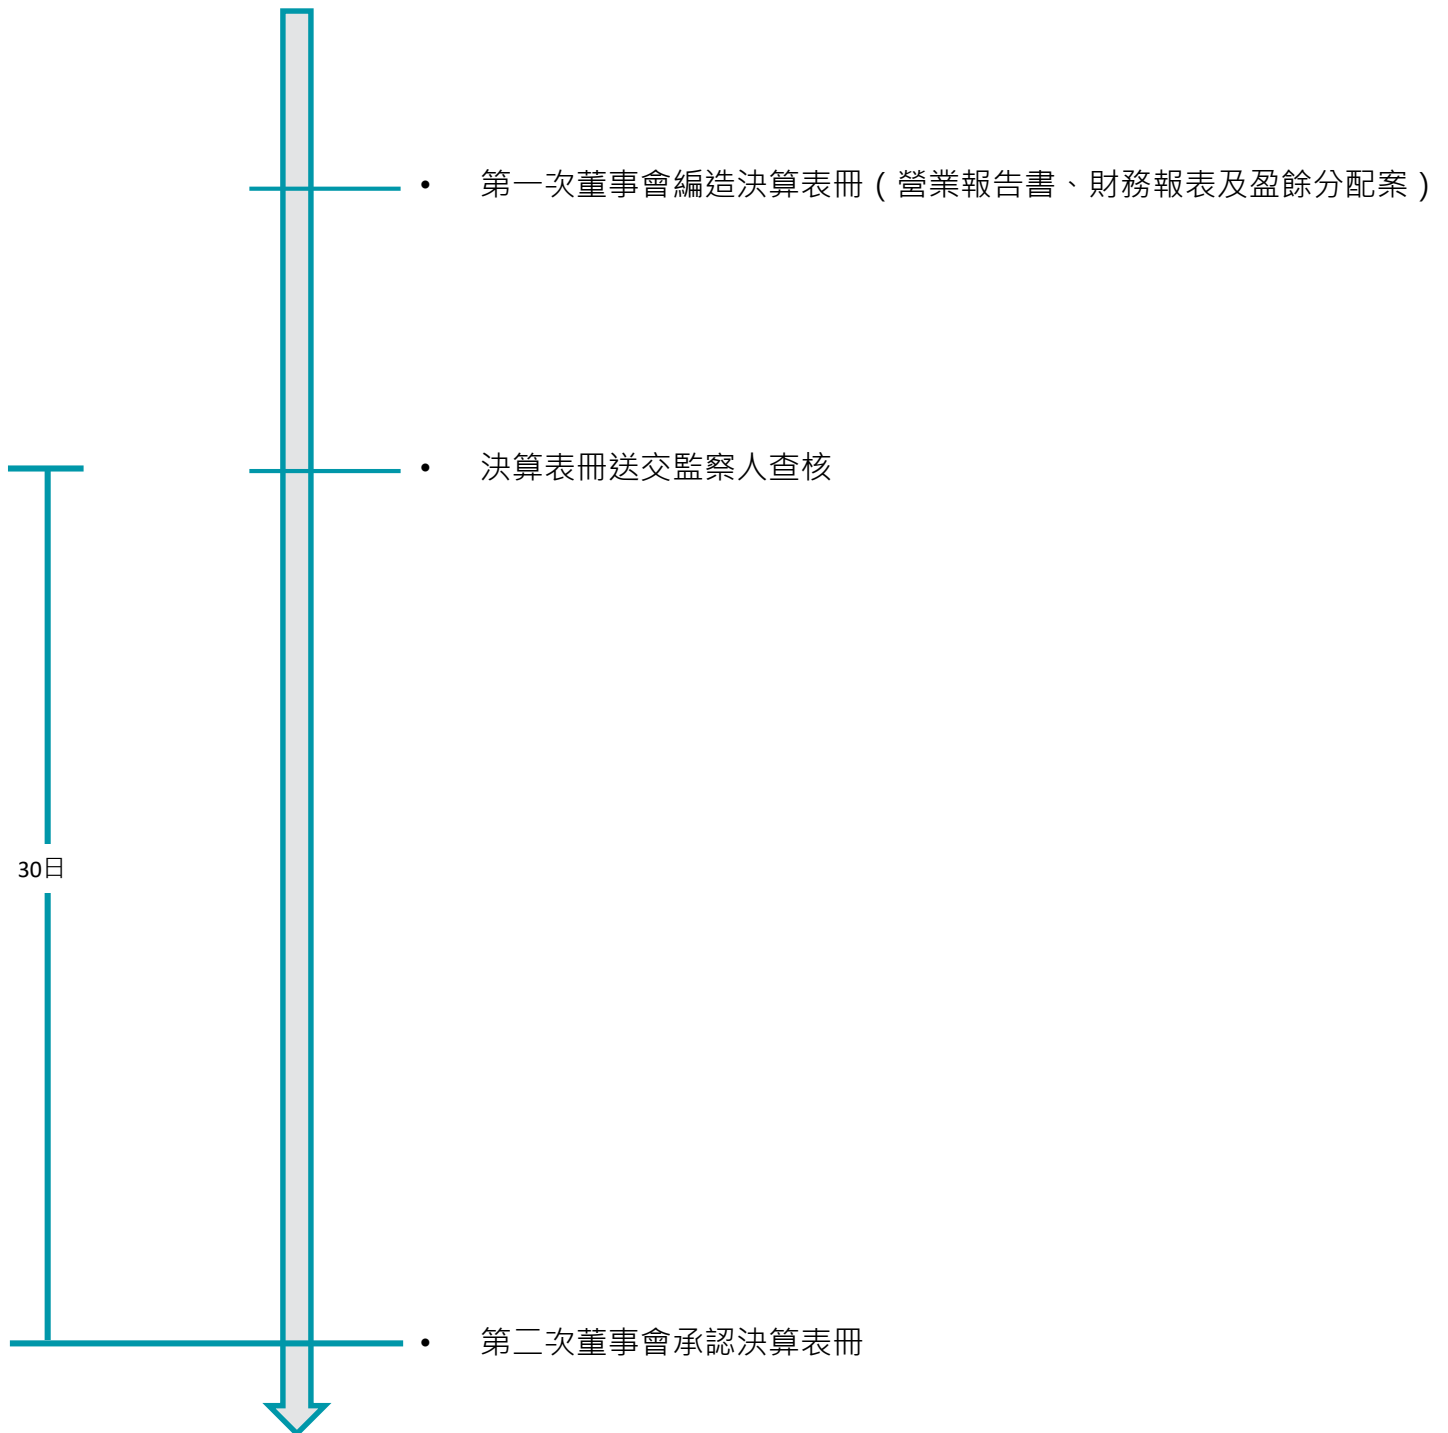 • 第一次董事會編造決算表冊（營業報告書、財務報表及盈餘分配案）
• 決算表冊送交監察人查核
30日
• 第二次董事會承認決算表冊